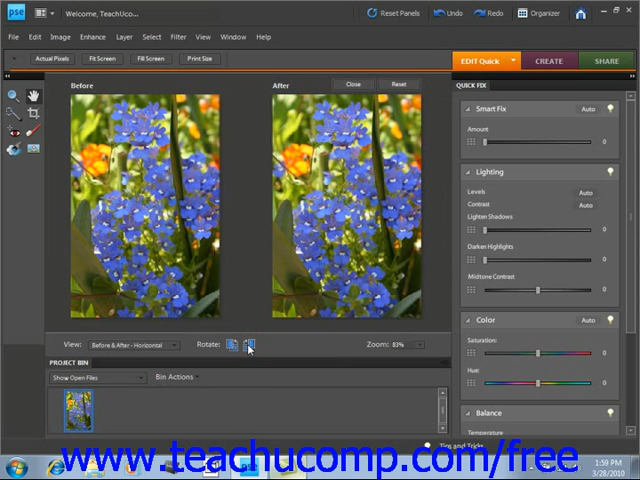 pse Welcome, TeachUco... Reset Panels Undo Redo Organizer
File Edit Image Enhance Layer Select Filter View Window Help
Actual Pixels Fit Screen Fill Screen Print Size EDIT Quick CREATE SHARE
Before After Close Reset QUICK FIX
Smart Fix Auto
Amount
0
Lighting
Levels Auto
Contrast Auto
Lighten Shadows
0
Darken Highlights
0
Midtone Contrast
0
Color Auto
Saturation:
0
Hue:
0
Balance
Temperature
View: Before & After - Horizontal Rotate: Zoom: 83%
PROJECT BIN
Show Open Files Bin Actions
Tips and Tricks
www.teachucomp.com/free
pse
1:59 PM
3/28/2010